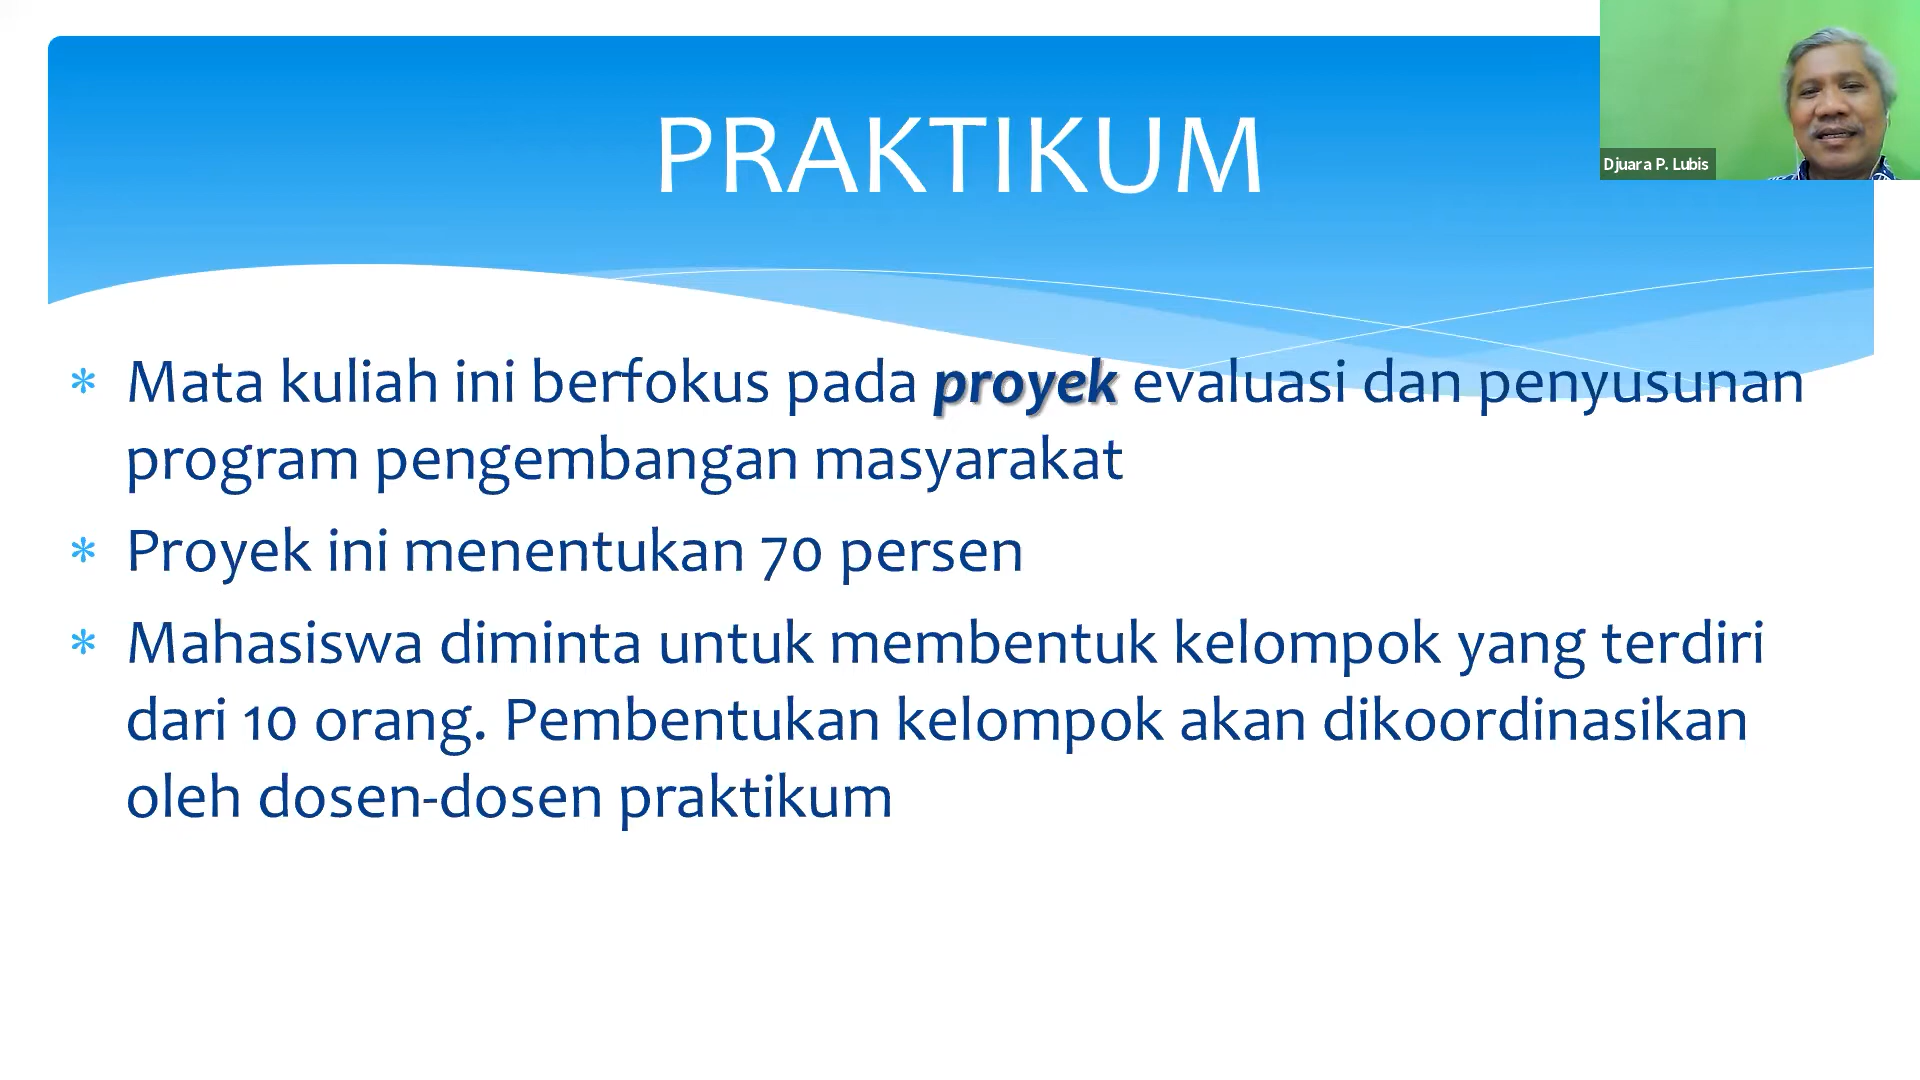 PRAKTIKUM
Djuara P. Lubis
* Mata kuliah ini berfokus pada proyek evaluasi dan penyusunan
program pengembangan masyarakat
* Proyek ini menentukan 70 persen
* Mahasiswa diminta untuk membentuk kelompok yang terdiri
dari 10 orang. Pembentukan kelompok akan dikoordinasikan
oleh dosen-dosen praktikum